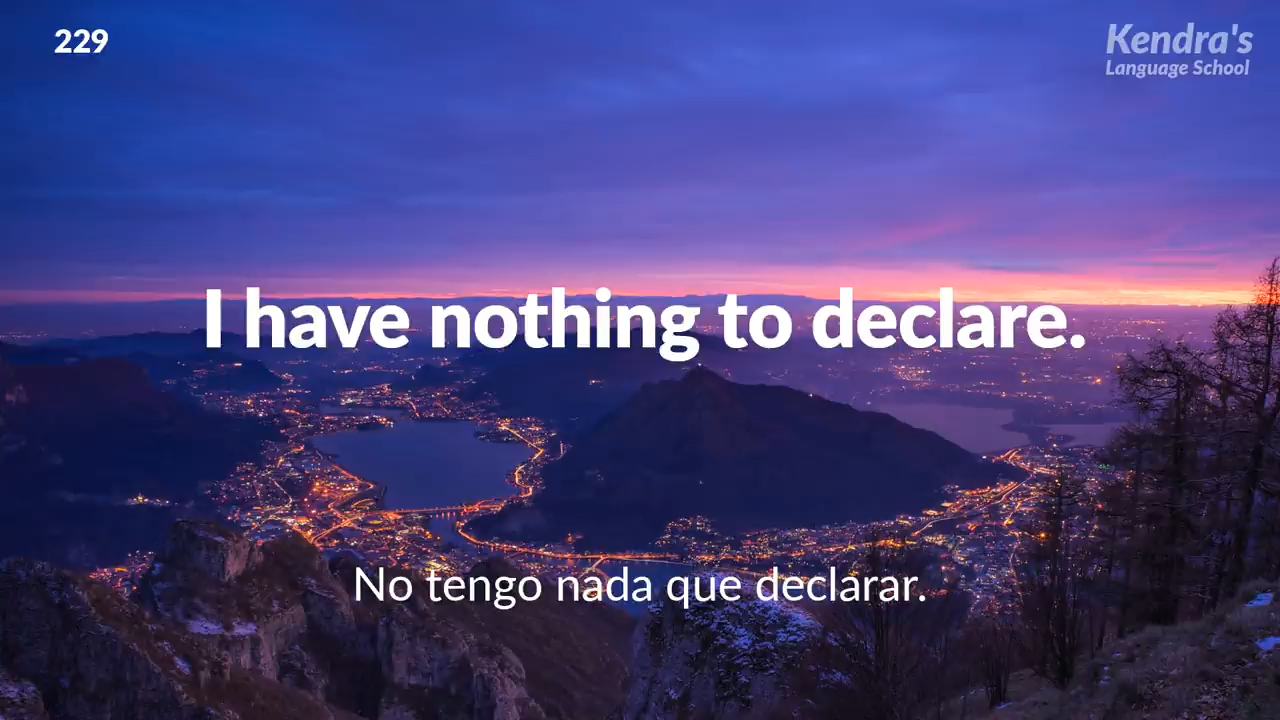 229
Kendra's
Language School
I have nothing to declare.
No tengo nada que declarar.